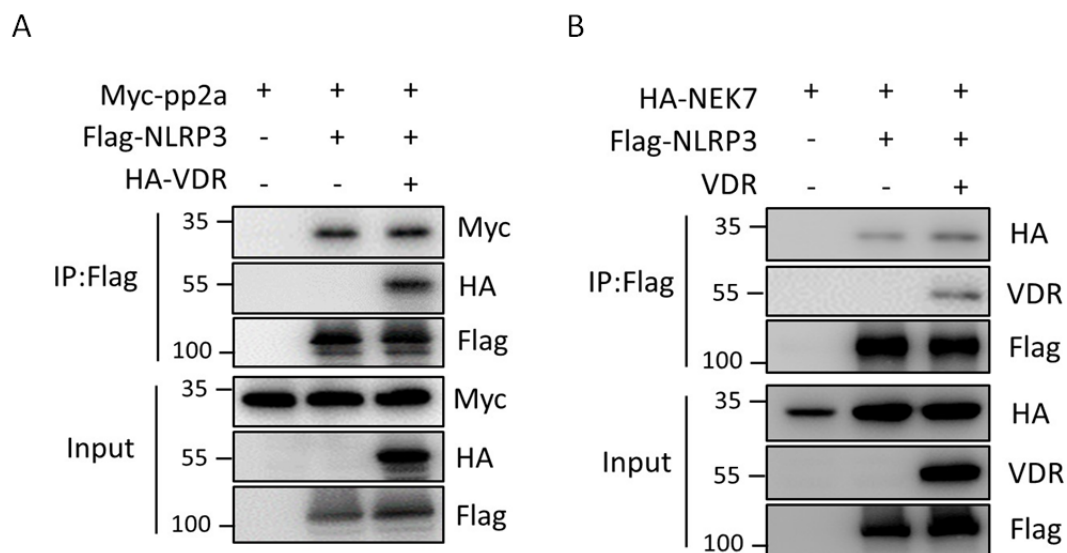 A
Myc-pp2a + + +
Flag-NLRP3 - + +
HA-VDR - - +
IP:Flag
35 Myc
55 HA
100 Flag
Input
35 Myc
55 HA
100 Flag
B
HA-NEK7 + + +
Flag-NLRP3 - + +
VDR - - +
IP:Flag
35 HA
55 VDR
100 Flag
Input
35 HA
55 VDR
100 Flag